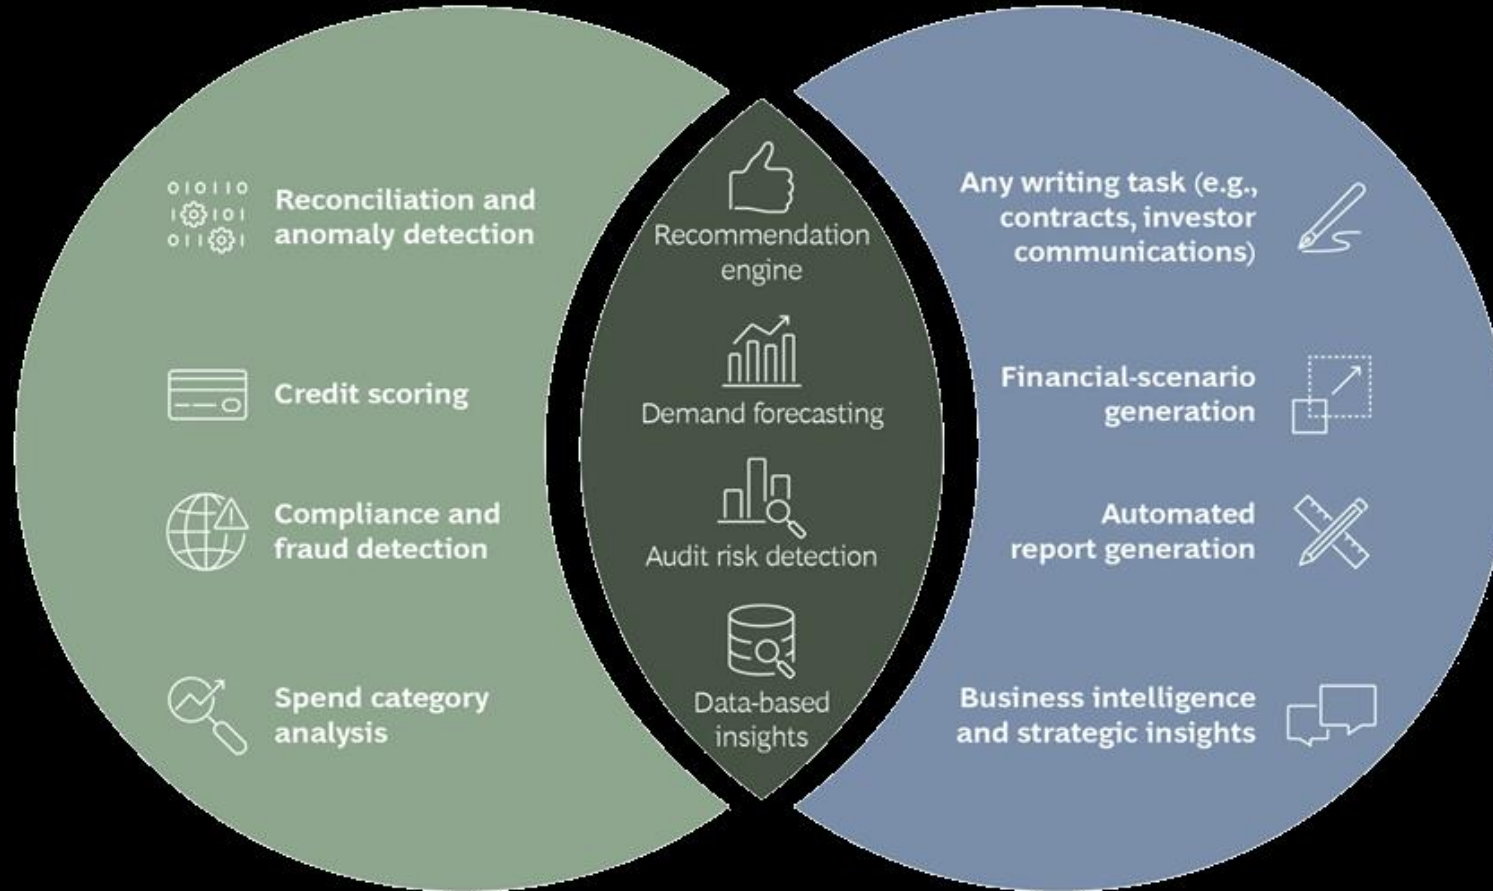 010110
Reconciliation and
anomaly detection
Credit scoring
Compliance and
fraud detection
Spend category
analysis
Recommendation
engine
Demand forecasting
Audit risk detection
Data-based
insights
Any writing task (e.g.,
contracts, investor
communications)
Financial-scenario
generation
Automated
report generation
Business intelligence
and strategic insights